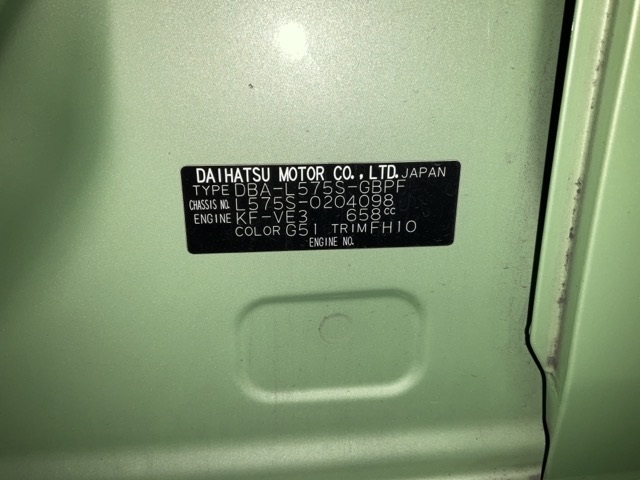 DAIHATSU MOTOR CO., LTD. JAPAN
TYPE DBA-L575S-GBPF
CHASSIS NO. L575S-0204098
ENGINE KF-VE3 658cc
COLOR G51 TRIM FH10
ENGINE NO.